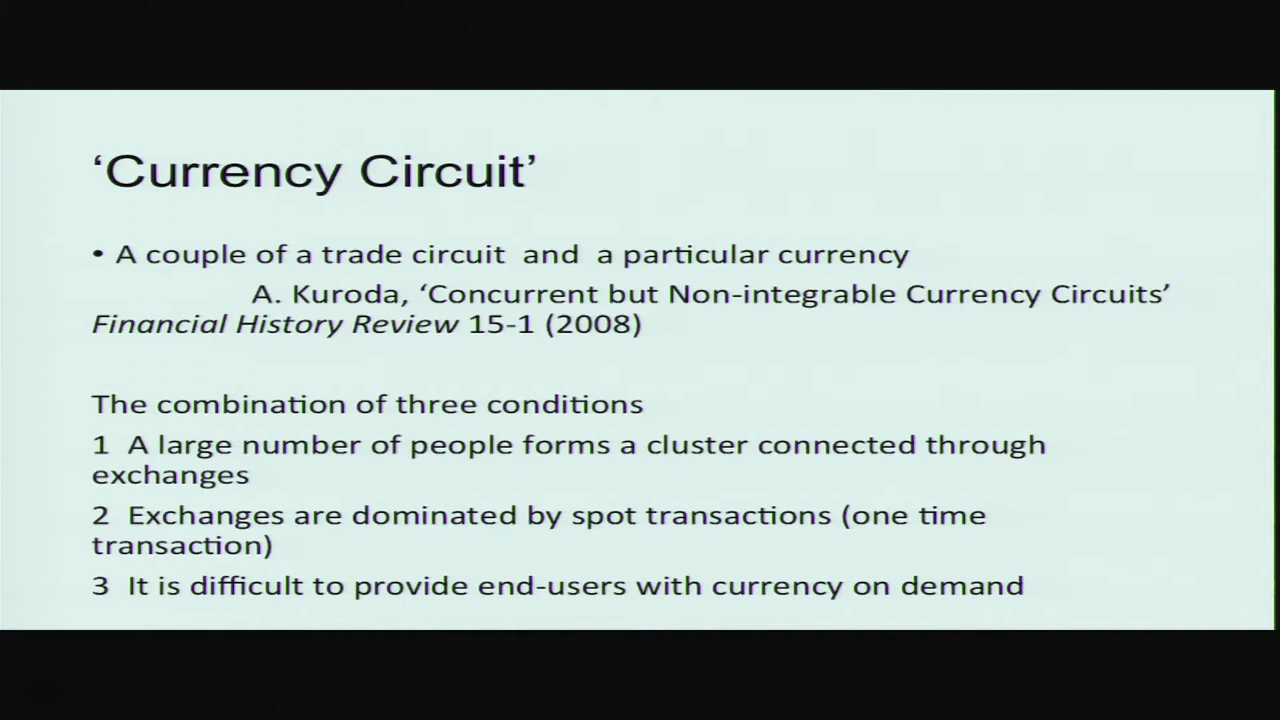 ‘Currency Circuit’
• A couple of a trade circuit and a particular currency
A. Kuroda, ‘Concurrent but Non-integrable Currency Circuits’
Financial History Review 15-1 (2008)
The combination of three conditions
1 A large number of people forms a cluster connected through
exchanges
2 Exchanges are dominated by spot transactions (one time
transaction)
3 It is difficult to provide end-users with currency on demand